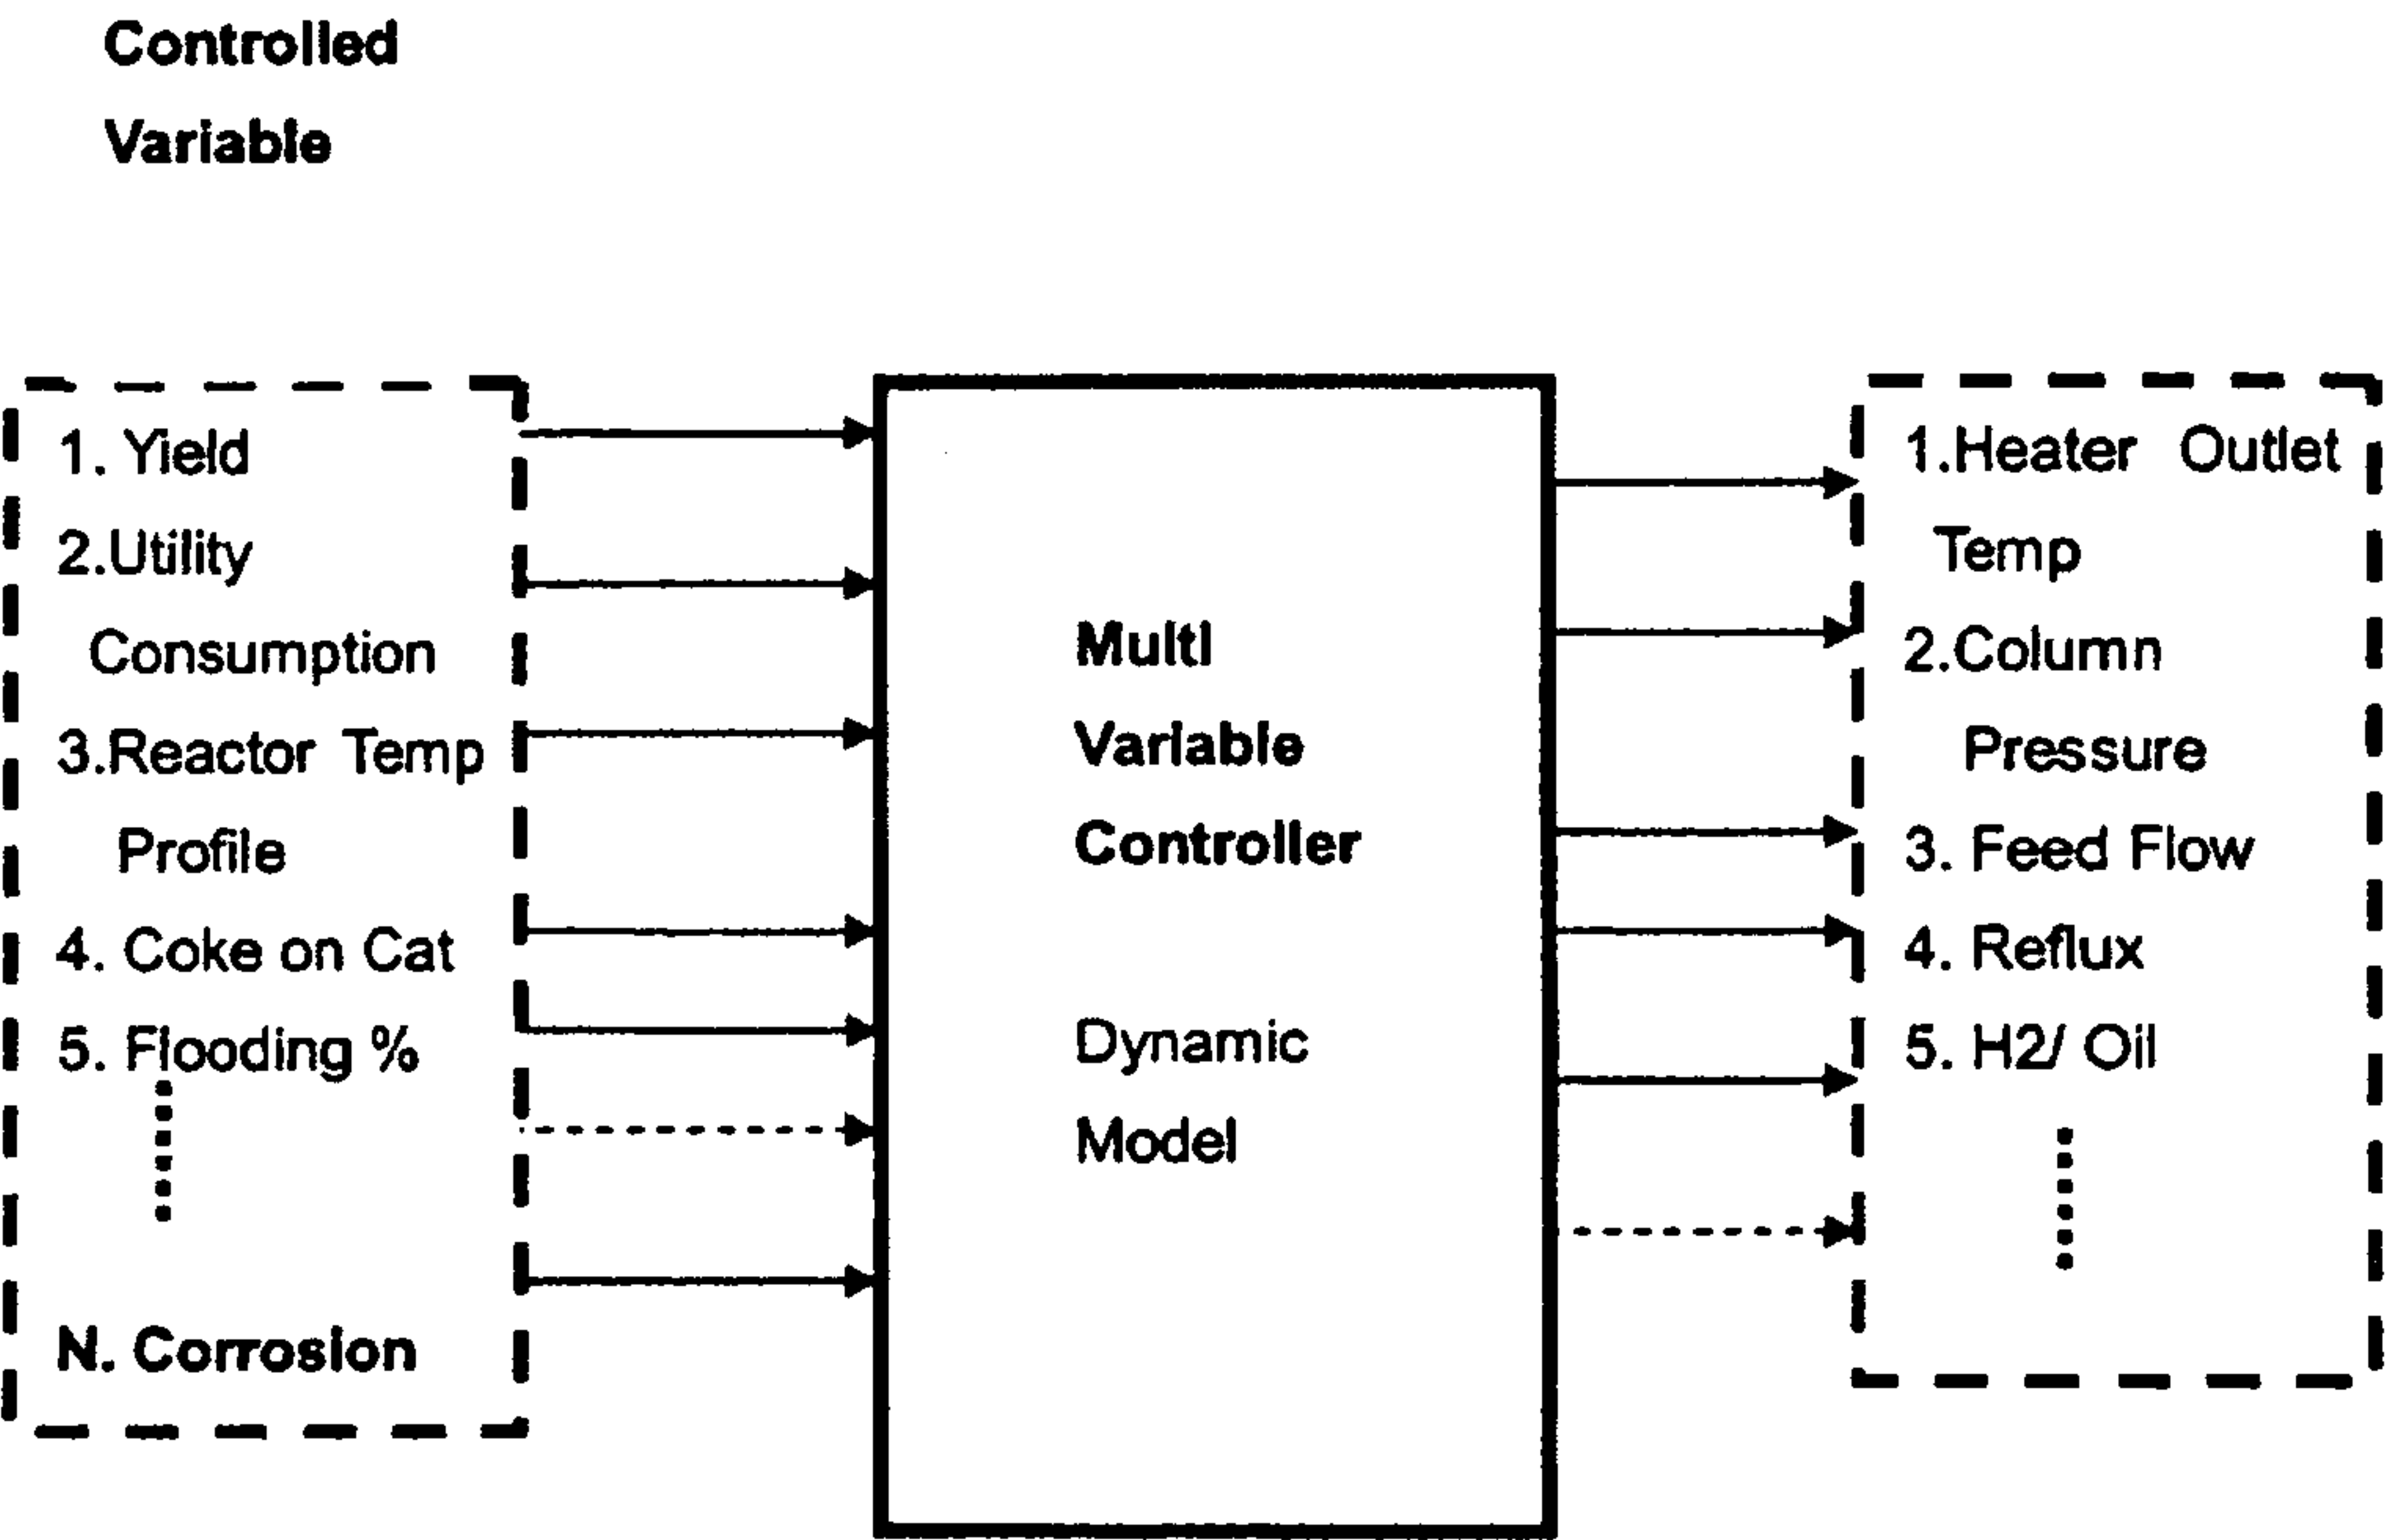 Controlled
Variable
1. Yield
2.Utility
Consumption
3.Reactor Temp
Profile
4. Coke on Cat
5. Flooding %
N. Corrosion
Multi
Variable
Controller
Dynamic
Model
1.Heater Outlet
Temp
2.Column
Pressure
3. Feed Flow
4. Reflux
5. H2/ Oil